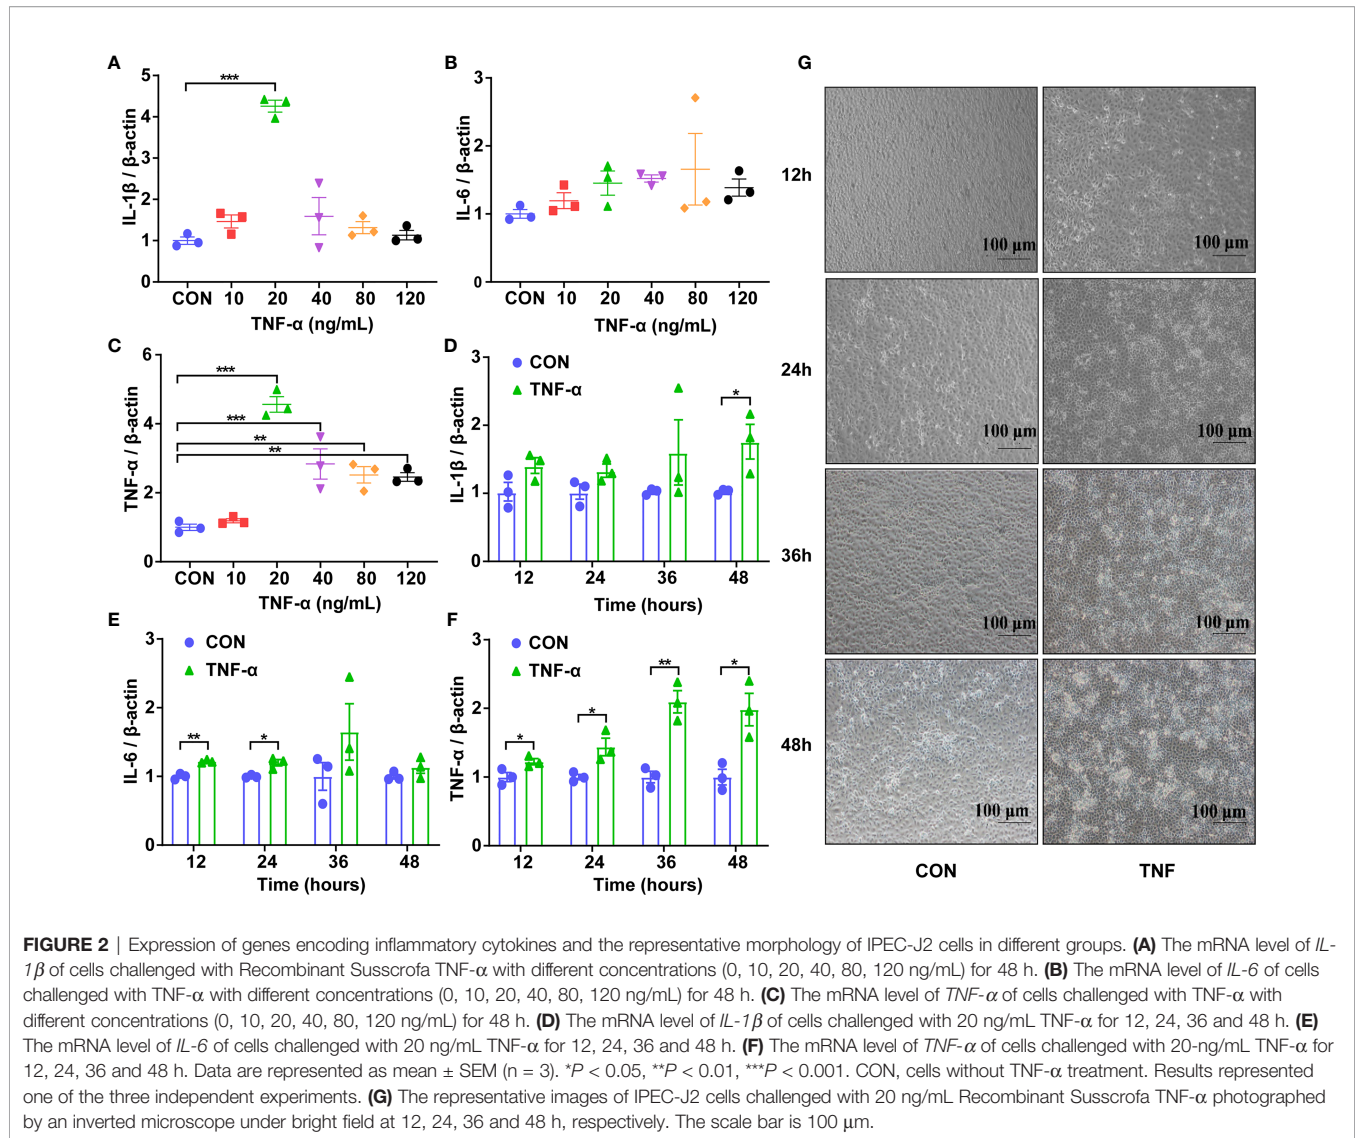 A
***
5
4
3
2
1
0
IL-1β / β-actin
CON 10 20 40 80 120
TNF-α (ng/mL)
B
3
2
1
0
IL-6 / β-actin
CON 10 20 40 80 120
TNF-α (ng/mL)
C
***
***
**
**
6
4
2
0
TNF-α / β-actin
CON 10 20 40 80 120
TNF-α (ng/mL)
D
CON
TNF-α
*
3
2
1
0
IL-1β / β-actin
12 24 36 48
Time (hours)
E
CON
TNF-α
** *
3
2
1
0
IL-6 / β-actin
12 24 36 48
Time (hours)
F
CON
TNF-α
* * ** *
3
2
1
0
TNF-α / β-actin
12 24 36 48
Time (hours)
G
12h
100 µm 100 µm
24h
100 µm 100 µm
36h
100 µm 100 µm
48h
100 µm 100 µm
CON TNF
FIGURE 2 | Expression of genes encoding inflammatory cytokines and the representative morphology of IPEC-J2 cells in different groups. (A) The mRNA level of IL-
1β of cells challenged with Recombinant Susscrofa TNF-α with different concentrations (0, 10, 20, 40, 80, 120 ng/mL) for 48 h. (B) The mRNA level of IL-6 of cells
challenged with TNF-α with different concentrations (0, 10, 20, 40, 80, 120 ng/mL) for 48 h. (C) The mRNA level of TNF-α of cells challenged with TNF-α with
different concentrations (0, 10, 20, 40, 80, 120 ng/mL) for 48 h. (D) The mRNA level of IL-1β of cells challenged with 20 ng/mL TNF-α for 12, 24, 36 and 48 h. (E)
The mRNA level of IL-6 of cells challenged with 20 ng/mL TNF-α for 12, 24, 36 and 48 h. (F) The mRNA level of TNF-α of cells challenged with 20-ng/mL TNF-α for
12, 24, 36 and 48 h. Data are represented as mean ± SEM (n = 3). *P < 0.05, **P < 0.01, ***P < 0.001. CON, cells without TNF-α treatment. Results represented
one of the three independent experiments. (G) The representative images of IPEC-J2 cells challenged with 20 ng/mL Recombinant Susscrofa TNF-α photographed
by an inverted microscope under bright field at 12, 24, 36 and 48 h, respectively. The scale bar is 100 µm.